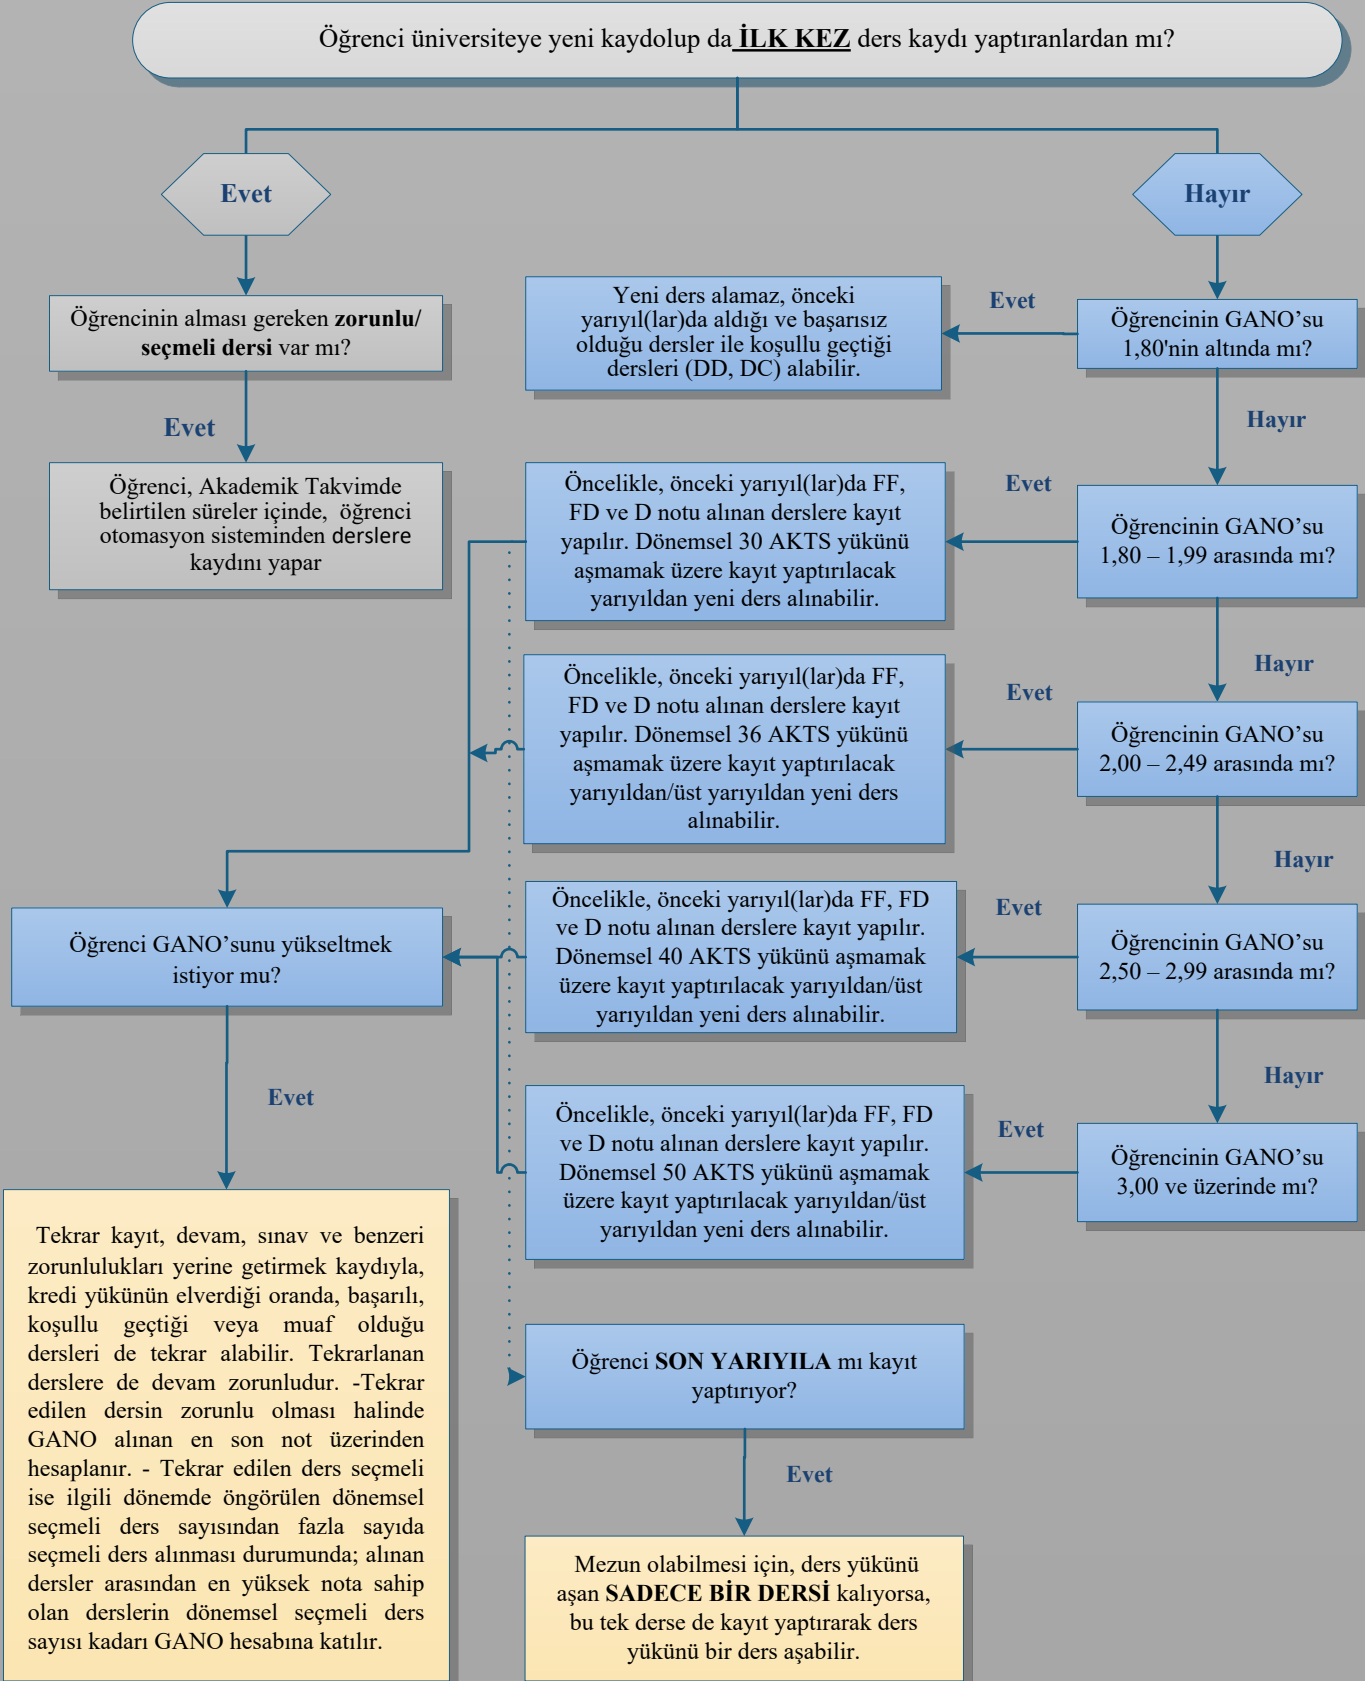 Öğrenci üniversiteye yeni kaydolup da İLK KEZ ders kaydı yaptıranlardan mı?
Evet
Hayır
Öğrencinin alması gereken zorunlu/
seçmeli dersi var mı?
Evet
Öğrenci, Akademik Takvimde
belirtilen süreler içinde, öğrenci
otomasyon sisteminden derslere
kaydını yapar
Öğrencinin GANO’su
1,80'nin altında mı?
Evet
Yeni ders alamaz, önceki
yarıyıl(lar)da aldığı ve başarısız
olduğu dersler ile koşullu geçtiği
dersleri (DD, DC) alabilir.
Hayır
Öğrencinin GANO’su
1,80 – 1,99 arasında mı?
Evet
Öncelikle, önceki yarıyıl(lar)da FF,
FD ve D notu alınan derslere kayıt
yapılır. Dönemsel 30 AKTS yükünü
aşmamak üzere kayıt yaptırılacak
yarıyıldan yeni ders alınabilir.
Hayır
Öğrencinin GANO’su
2,00 – 2,49 arasında mı?
Evet
Öncelikle, önceki yarıyıl(lar)da FF,
FD ve D notu alınan derslere kayıt
yapılır. Dönemsel 36 AKTS yükünü
aşmamak üzere kayıt yaptırılacak
yarıyıldan/üst yarıyıldan yeni ders
alınabilir.
Hayır
Öğrencinin GANO’su
2,50 – 2,99 arasında mı?
Evet
Öncelikle, önceki yarıyıl(lar)da FF, FD
ve D notu alınan derslere kayıt yapılır.
Dönemsel 40 AKTS yükünü aşmamak
üzere kayıt yaptırılacak yarıyıldan/üst
yarıyıldan yeni ders alınabilir.
Hayır
Öğrencinin GANO’su
3,00 ve üzerinde mı?
Evet
Öncelikle, önceki yarıyıl(lar)da FF, FD
ve D notu alınan derslere kayıt yapılır.
Dönemsel 50 AKTS yükünü aşmamak
üzere kayıt yaptırılacak yarıyıldan/üst
yarıyıldan yeni ders alınabilir.
Öğrenci GANO’sunu yükseltmek
istiyor mu?
Evet
Tekrar kayıt, devam, sınav ve benzeri
zorunlulukları yerine getirmek kaydıyla,
kredi yükünün elverdiği oranda, başarılı,
koşullu geçtiği veya muaf olduğu
dersleri de tekrar alabilir. Tekrarlanan
derslere de devam zorunludur. -Tekrar
edilen dersin zorunlu olması halinde
GANO alınan en son not üzerinden
hesaplanır. - Tekrar edilen ders seçmeli
ise ilgili dönemde öngörülen dönemsel
seçmeli ders sayısından fazla sayıda
seçmeli ders alınması durumunda; alınan
dersler arasından en yüksek nota sahip
olan derslerin dönemsel seçmeli ders
sayısı kadarı GANO hesabına katılır.
Öğrenci SON YARIYILA mı kayıt
yaptırıyor?
Evet
Mezun olabilmesi için, ders yükünü
aşan SADECE BİR DERSİ kalıyorsa,
bu tek derse de kayıt yaptırarak ders
yükünü bir ders aşabilir.